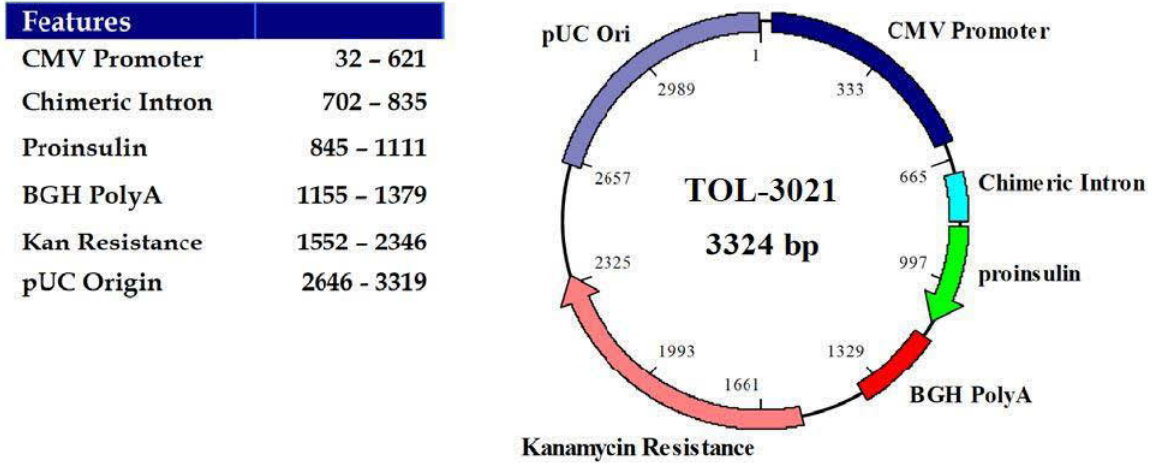 Features
CMV Promoter 32 – 621
Chimeric Intron 702 – 835
Proinsulin 845 – 1111
BGH PolyA 1155 – 1379
Kan Resistance 1552 – 2346
pUC Origin 2646 - 3319
pUC Ori
CMV Promoter
1
2989
333
2657
665
TOL-3021
Chimeric Intron
3324 bp
2325
997
proinsulin
1993
1329
1661
BGH PolyA
Kanamycin Resistance